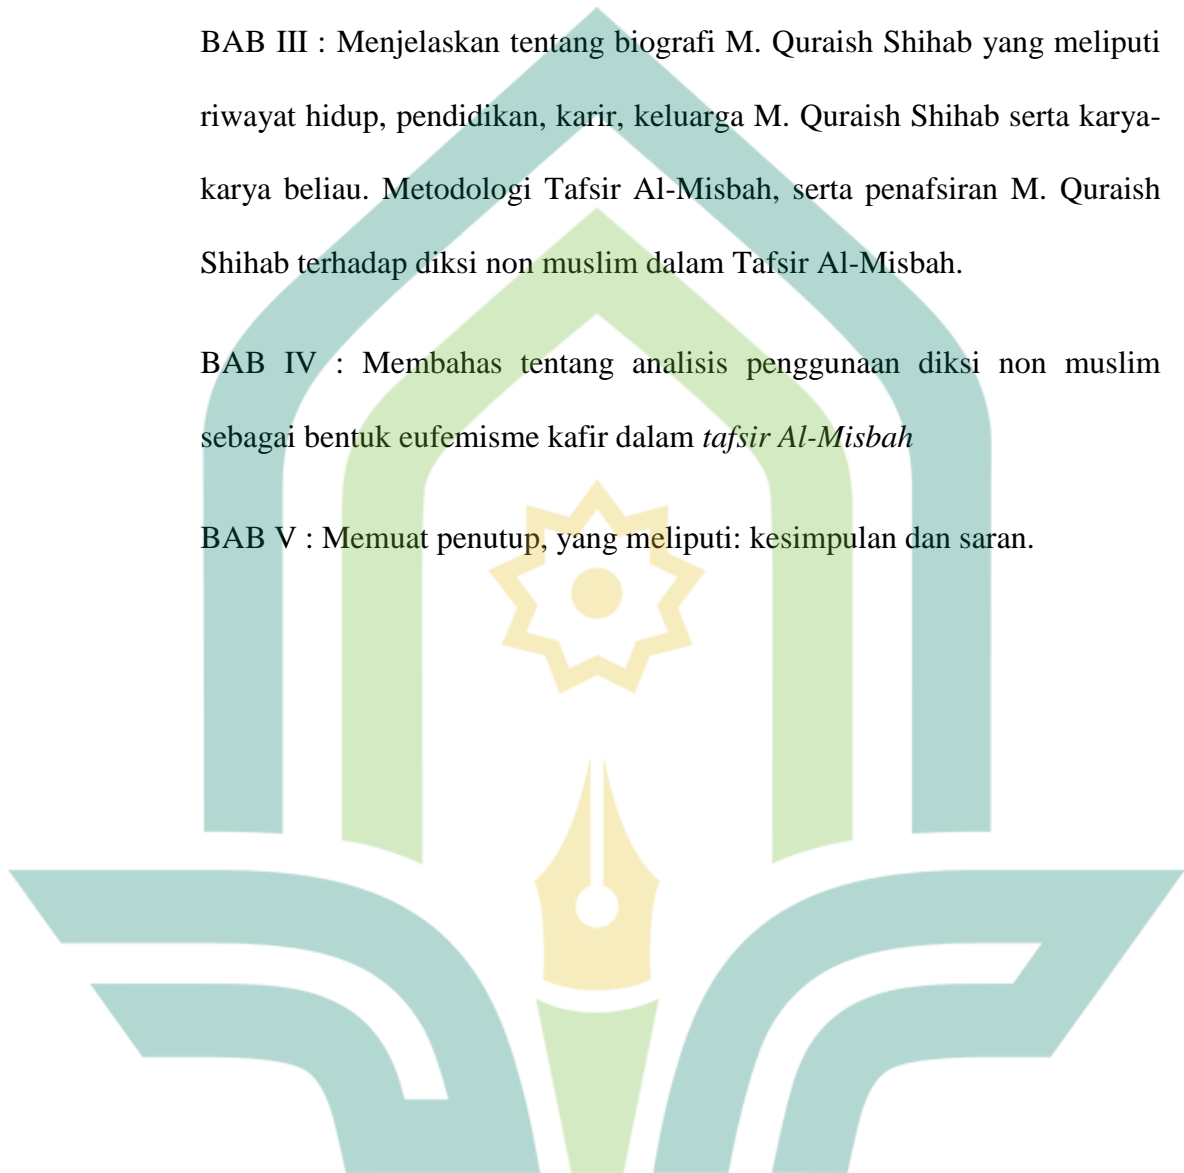 BAB III : Menjelaskan tentang biografi M. Quraish Shihab yang meliputi
riwayat hidup, pendidikan, karir, keluarga M. Quraish Shihab serta karya-
karya beliau. Metodologi Tafsir Al-Misbah, serta penafsiran M. Quraish
Shihab terhadap diksi non muslim dalam Tafsir Al-Misbah.
BAB IV : Membahas tentang analisis penggunaan diksi non muslim
sebagai bentuk eufemisme kafir dalam tafsir Al-Misbah
BAB V : Memuat penutup, yang meliputi: kesimpulan dan saran.